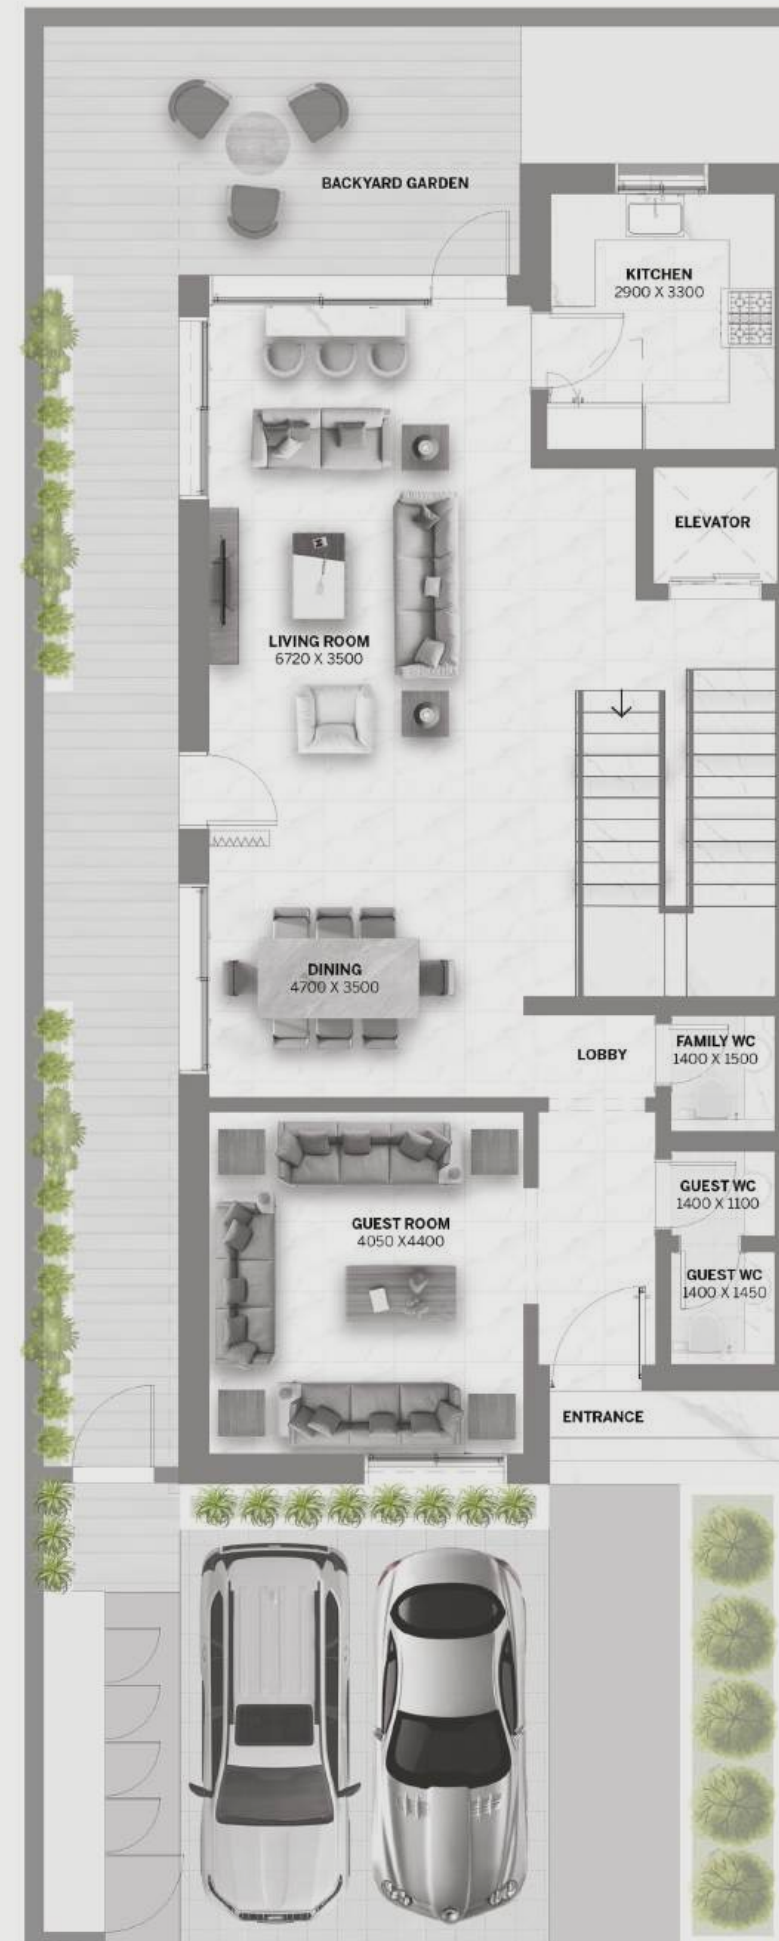 BACKYARD GARDEN
KITCHEN
2900 X 3300
ELEVATOR
LIVING ROOM
6720 X 3500
DINING
4700 X 3500
LOBBY
FAMILY WC
1400 X 1500
GUEST WC
1400 X 1100
GUEST ROOM
4050 X4400
GUEST WC
1400 X 1450
ENTRANCE